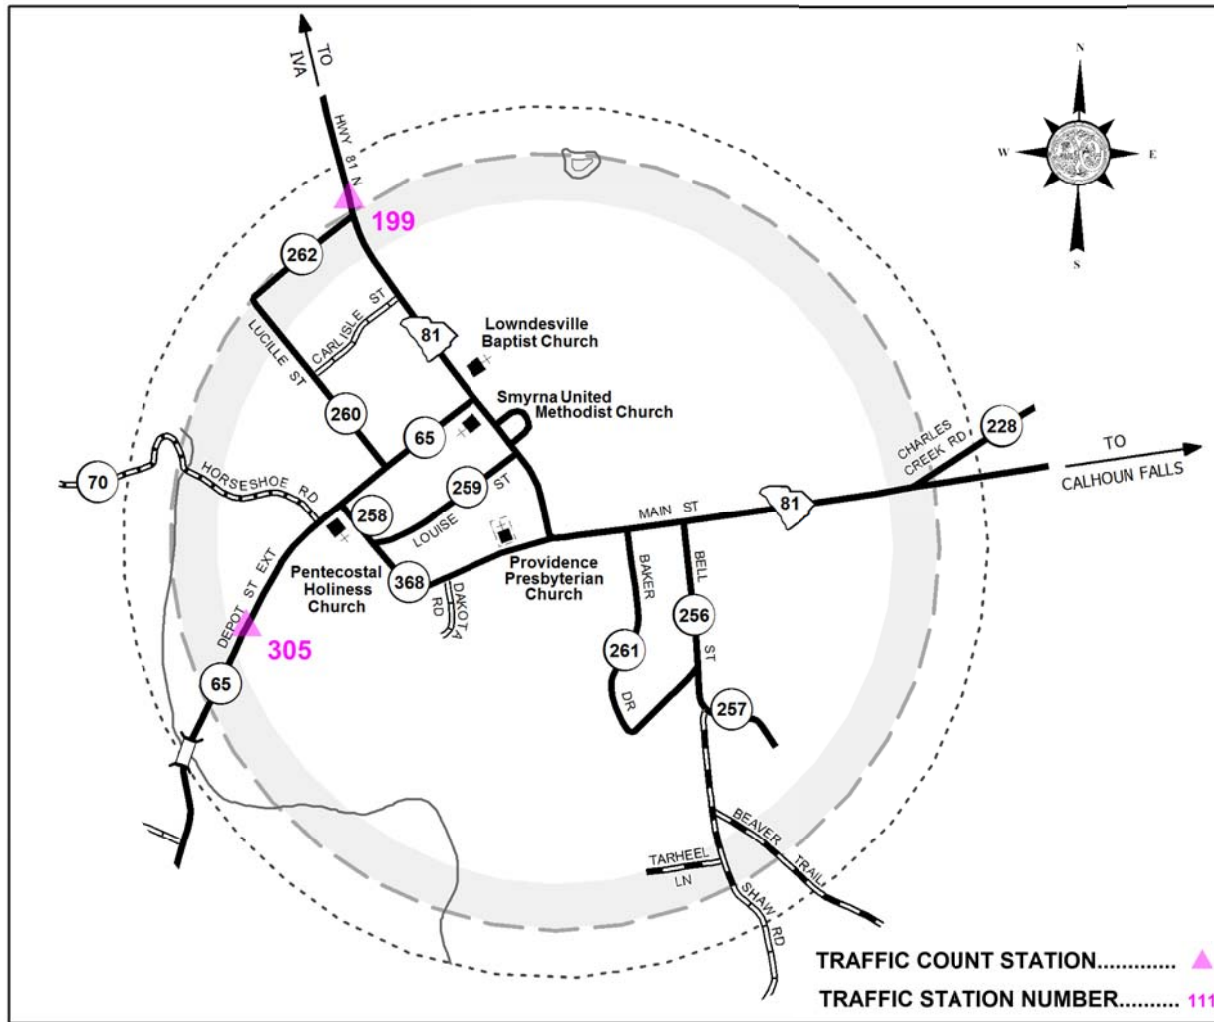 TO
IVA
N
HWY 81 N
W
E
199
S
262
CARLISLE ST
LUCILLE ST
81
Lowndesville
Baptist Church
Smyrna United
Methodist Church
260
65
CHARLES
CREEK RD
228
TO
CALHOUN FALLS
70
HORSESHOE RD
259
LOUISE ST
258
MAIN ST
81
Pentecostal
Holiness
Church
368
DAKOTA
RD
Providence
Presbyterian
Church
BAKER
DR
BELL
ST
256
DEPOT ST EXT
305
261
65
257
BEAVER TRAIL
TARHEEL
LN
SHAW RD
TRAFFIC COUNT STATION.............
TRAFFIC STATION NUMBER.......... 111